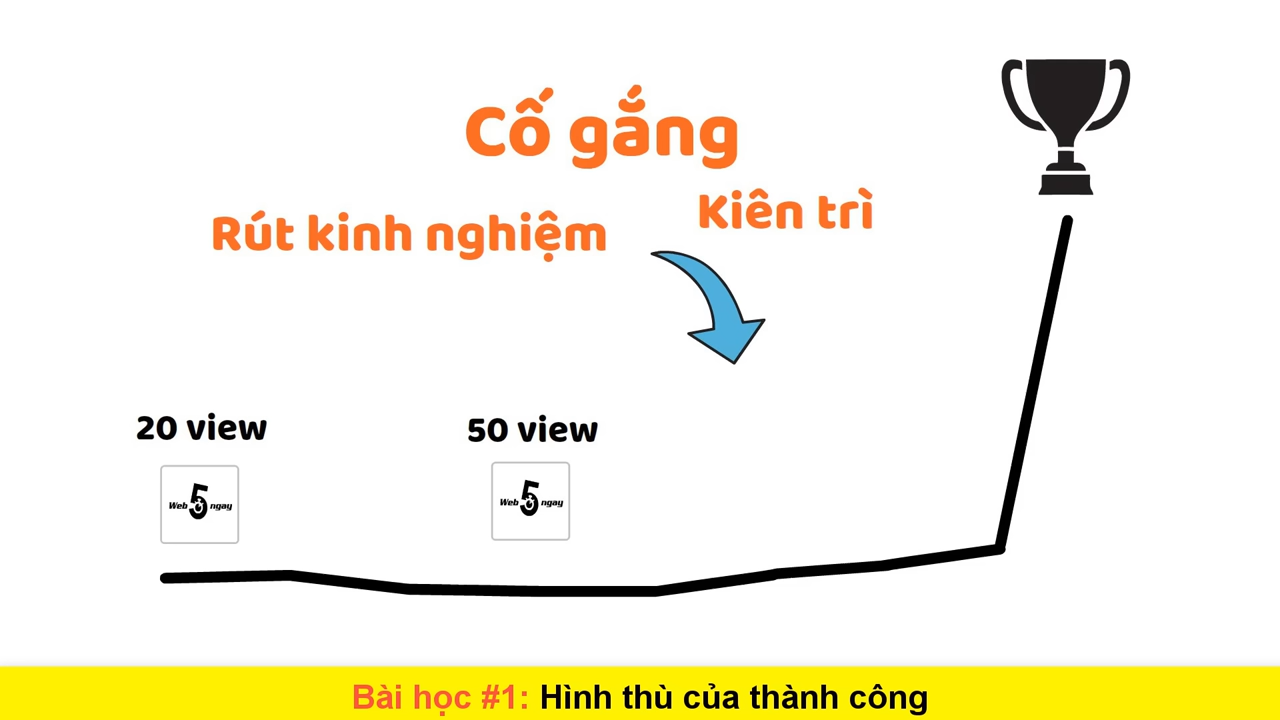 Cố gắng
Kiên trì
Rút kinh nghiệm
20 view
50 view
Web 5 ngay
Web 5 ngay
Bài học #1: Hình thù của thành công